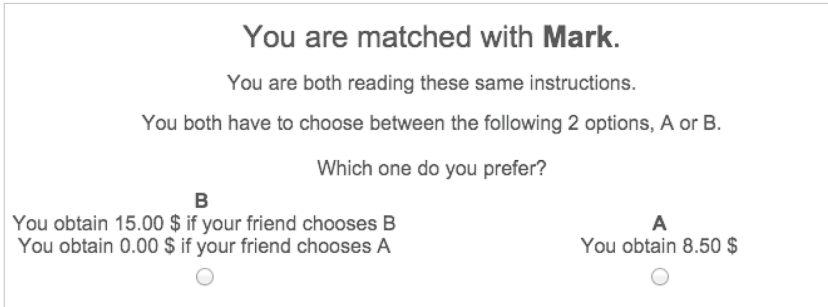 You are matched with Mark.
You are both reading these same instructions.
You both have to choose between the following 2 options, A or B.
Which one do you prefer?
B
You obtain 15.00 $ if your friend chooses B
You obtain 0.00 $ if your friend chooses A
A
You obtain 8.50 $